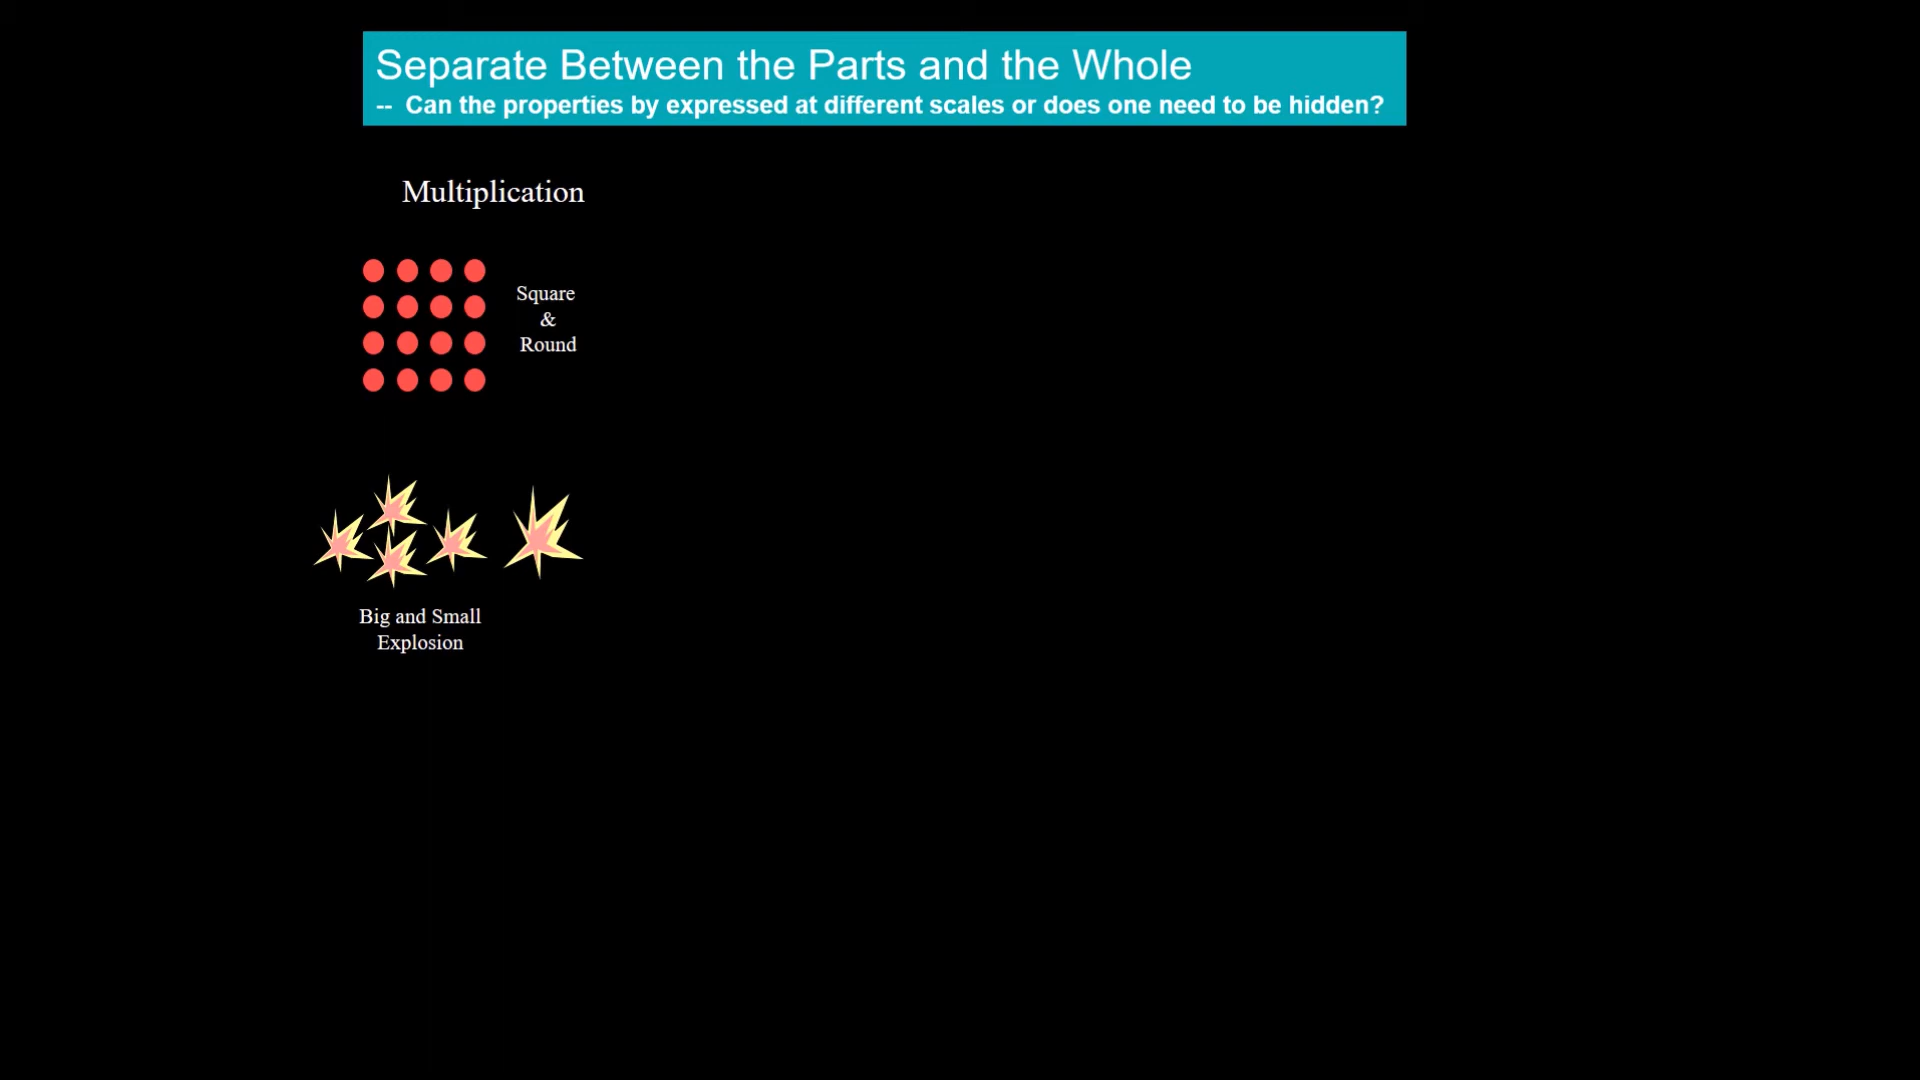 Separate Between the Parts and the Whole
-- Can the properties by expressed at different scales or does one need to be hidden?
Multiplication
Square
&
Round
Big and Small
Explosion